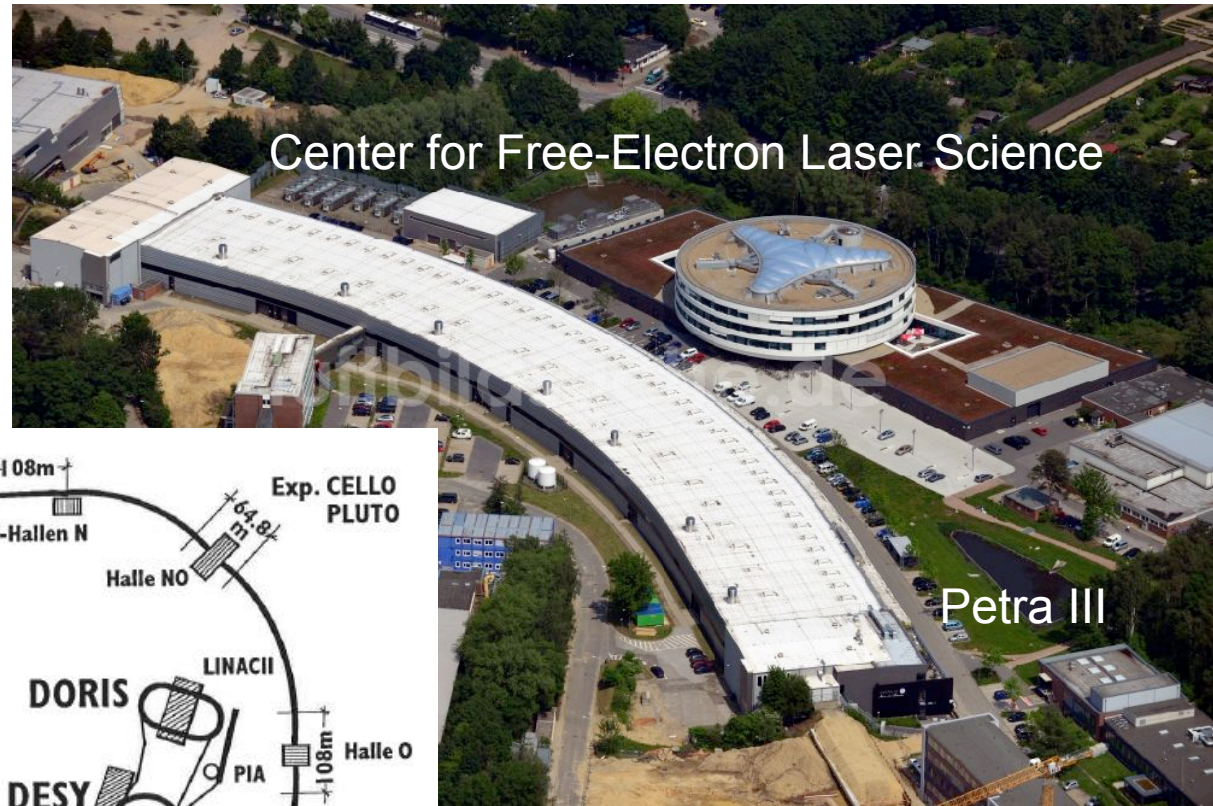 Center for Free-Electron Laser Science
Petra III
108m
-Hallen N
64.8
m
Exp. CELLO
PLUTO
Halle NO
LINACII
DORIS
108m
Halle O
PIA
DESY